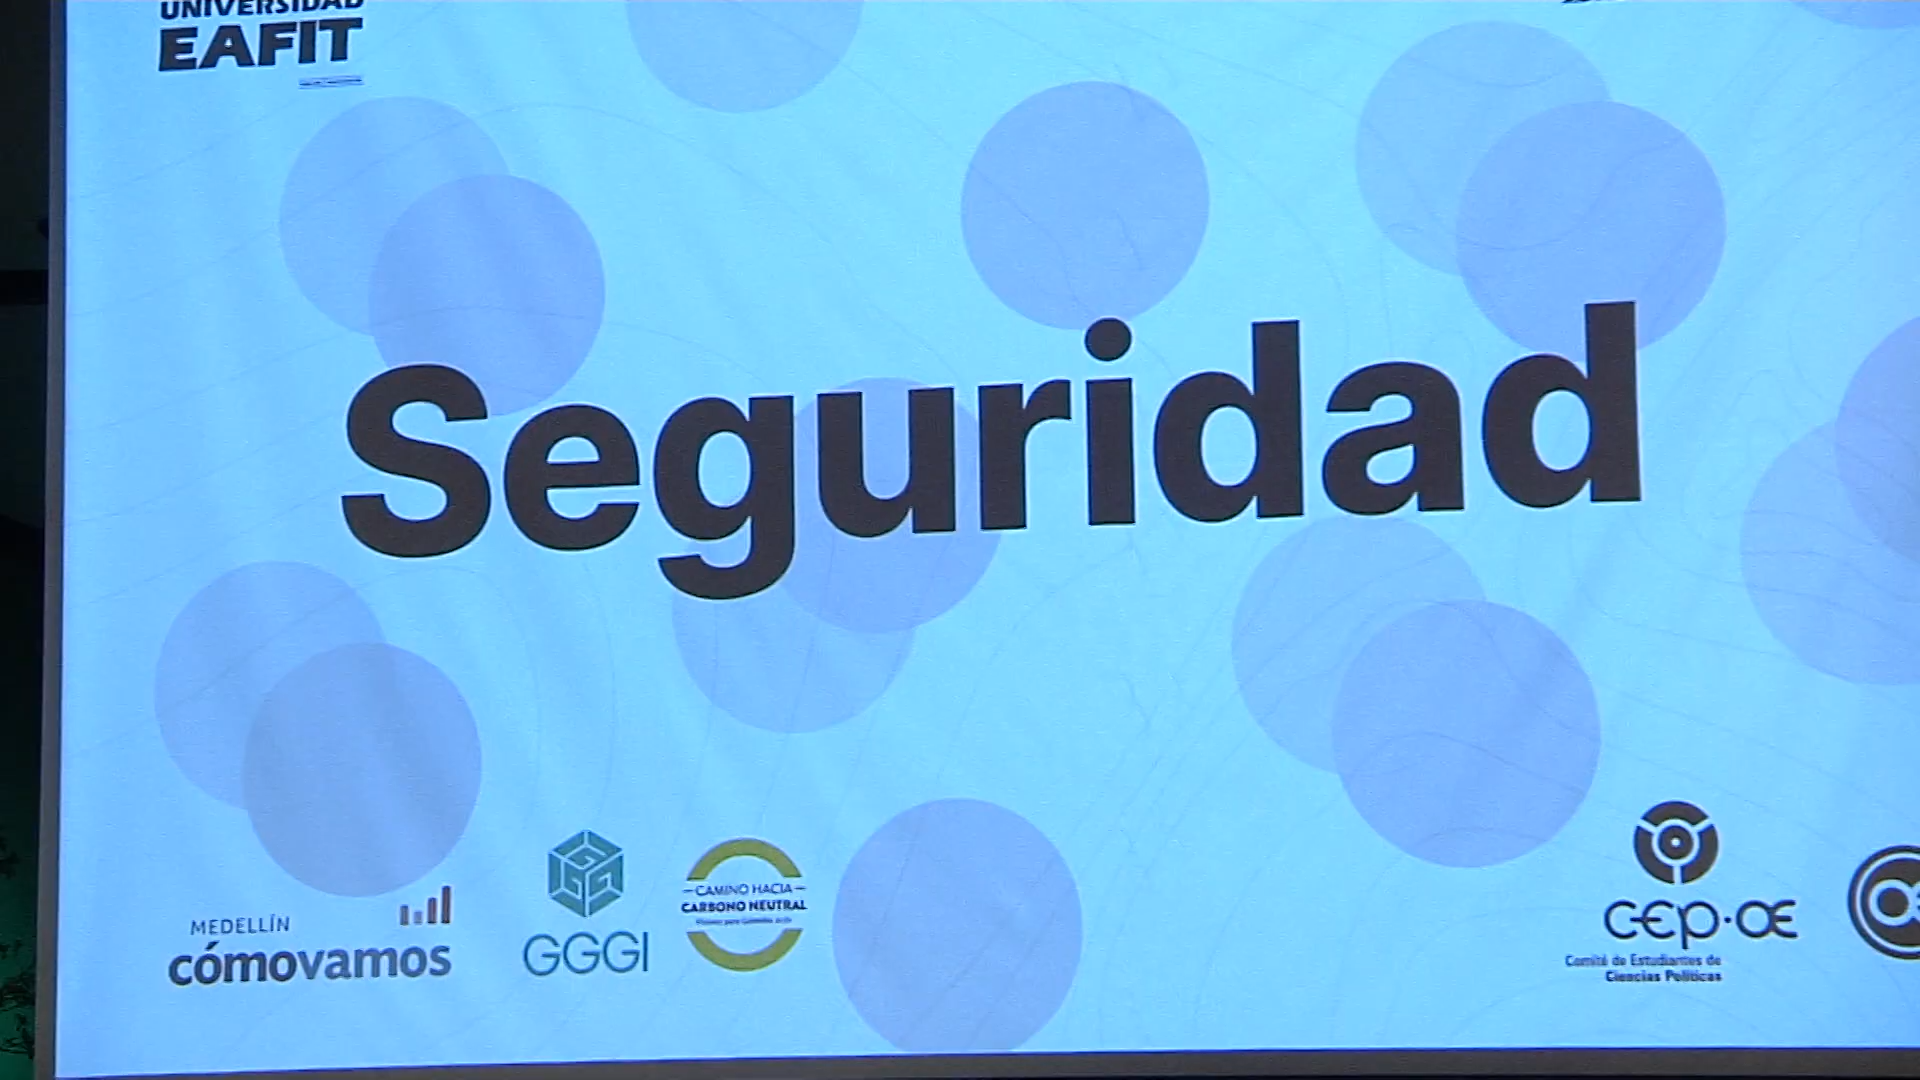 UNIVERSIDAD
EAFIT
Seguridad
MEDELLÍN
cómovamos
GGGI
CAMINO HACIA
CARBONO NEUTRAL
cep·oe
Comité de Estudiantes de
Ciencias Políticas